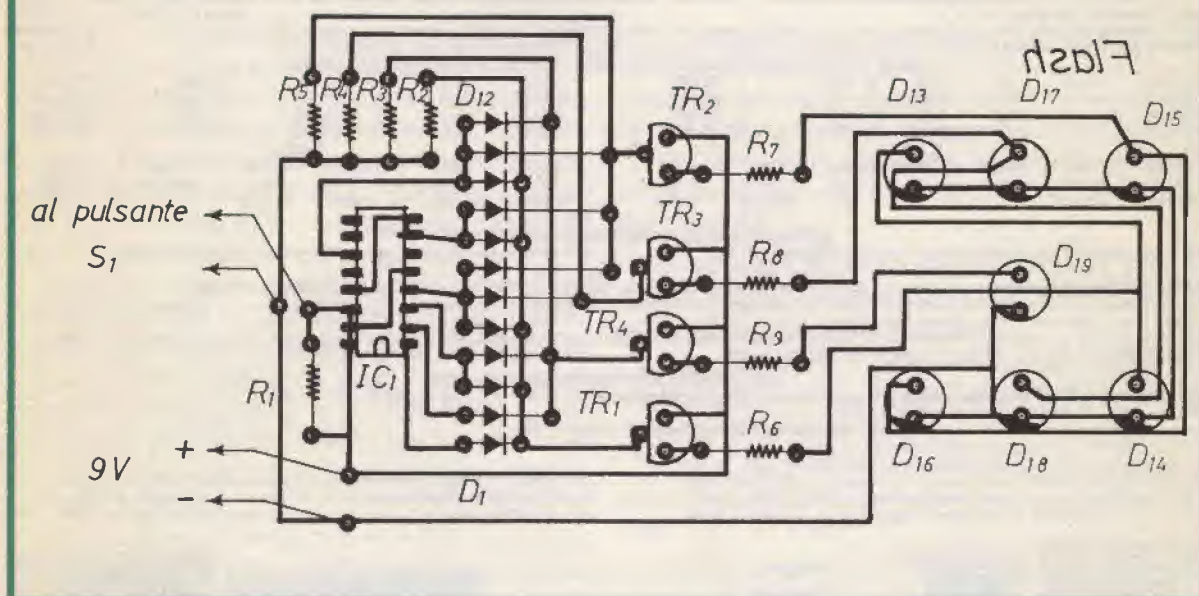 Flash
R5 R4 R3 R2 D12
TR2
D13
D17
D15
R7
al pulsante
S1
TR3
R8
D19
TR4
R9
IC1
R1
TR1
R6
+
9V
-
D1
D16
D18
D14